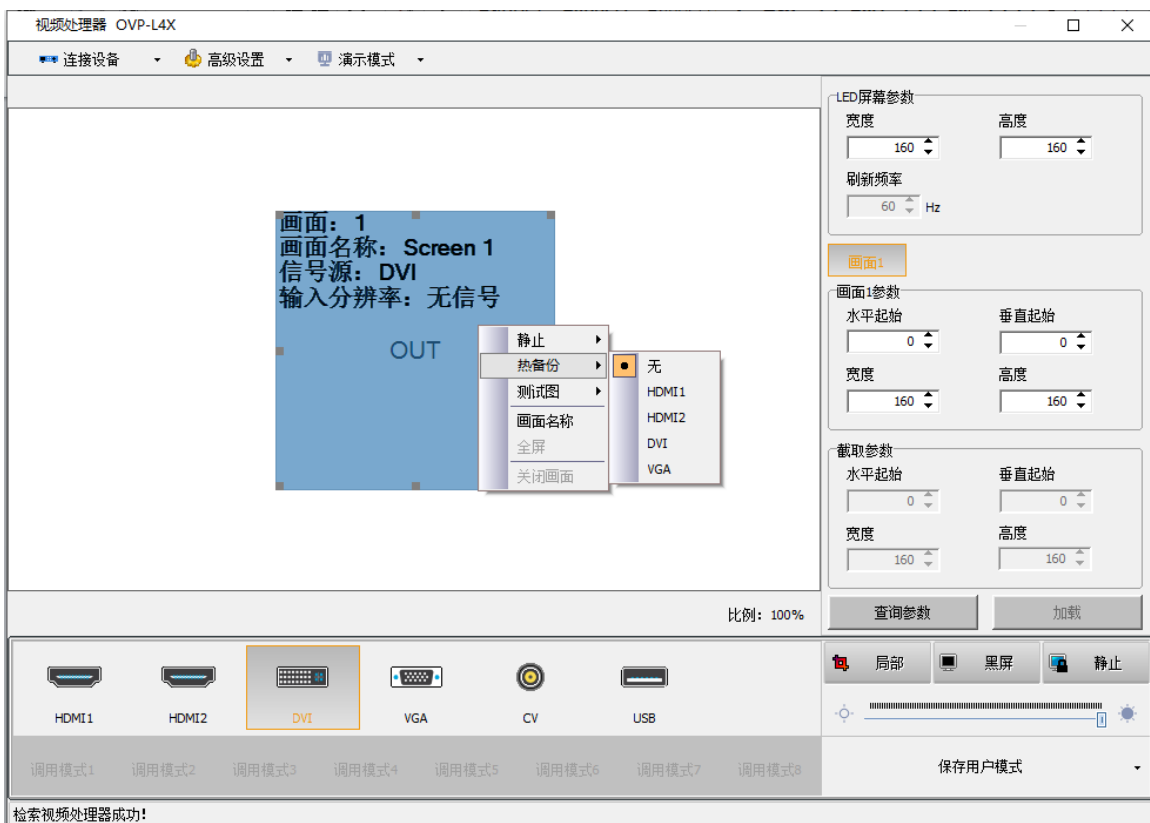 视频处理器 OVP-L4X
连接设备 高级设置 演示模式
LED屏幕参数
宽度 高度
160 160
刷新频率
60 Hz
画面1
画面1参数
水平起始 垂直起始
0 0
宽度 高度
160 160
截取参数
水平起始 垂直起始
0 0
宽度 高度
160 160
查询参数 加载
画面：1
画面名称：Screen 1
信号源：DVI
输入分辨率：无信号
OUT
静止
热备份
测试图
画面名称
全屏
关闭画面
无
HDMI1
HDMI2
DVI
VGA
比例：100%
HDMI1 HDMI2 DVI VGA CV USB
局部 黑屏 静止
调用模式1 调用模式2 调用模式3 调用模式4 调用模式5 调用模式6 调用模式7 调用模式8
保存用户模式
检索视频处理器成功!